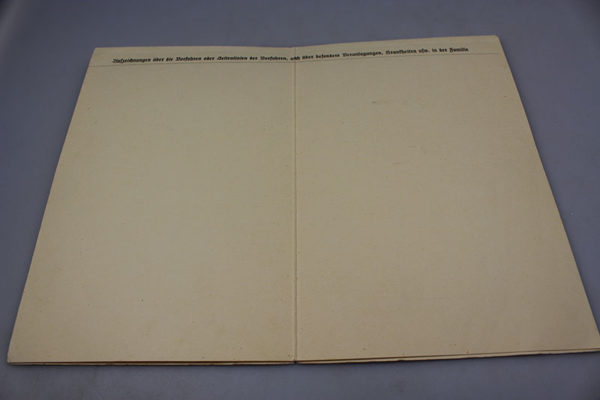 Aufzeichnungen über die Vorfahren oder Seitenlinien der Vorfahren, auch über besondere Veranlagungen, Krankheiten usw. in der Familie